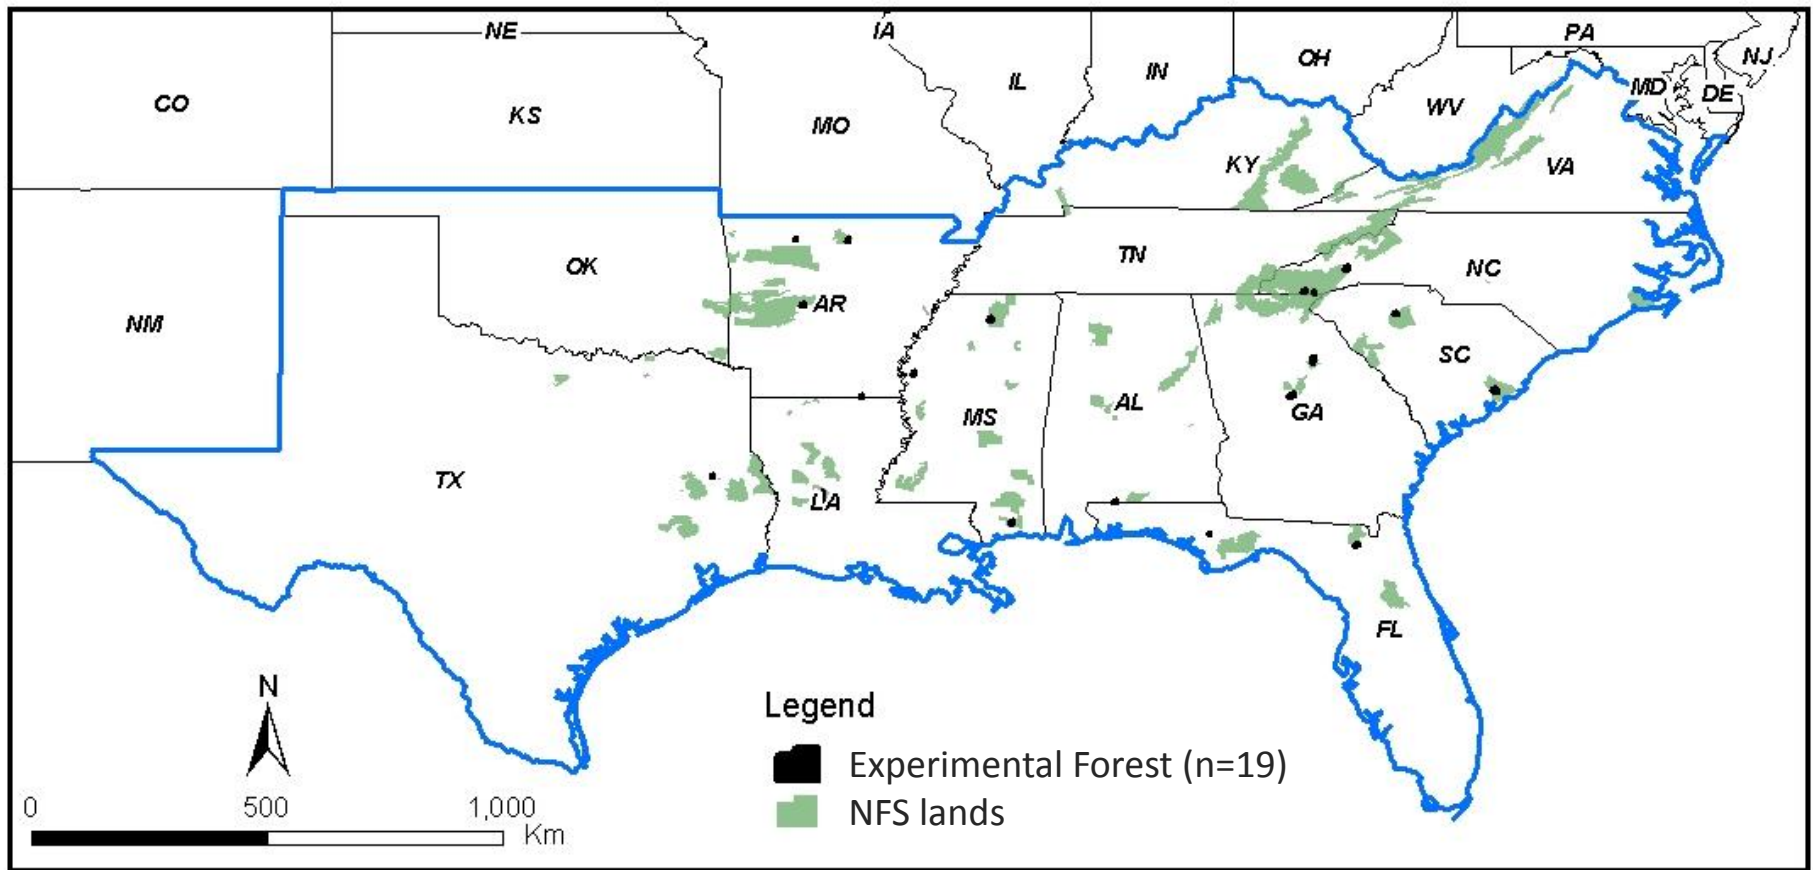 NE
IA
PA
OH
NJ
IN
IL
CO
MD
DE
WV
KS
MO
KY
VA
TN
OK
NC
AR
NM
SC
AL
GA
MS
TX
LA
FL
N
Legend
Experimental Forest (n=19)
NFS lands
0 500 1,000
Km